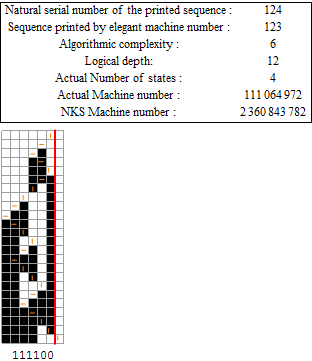 Natural serial number of the printed sequence : 124
Sequence printed by elegant machine number : 123
Algorithmic complexity : 6
Logical depth: 12
Actual Number of states : 4
Actual Machine number : 111 064 972
NKS Machine number : 2 360 843 782
111100